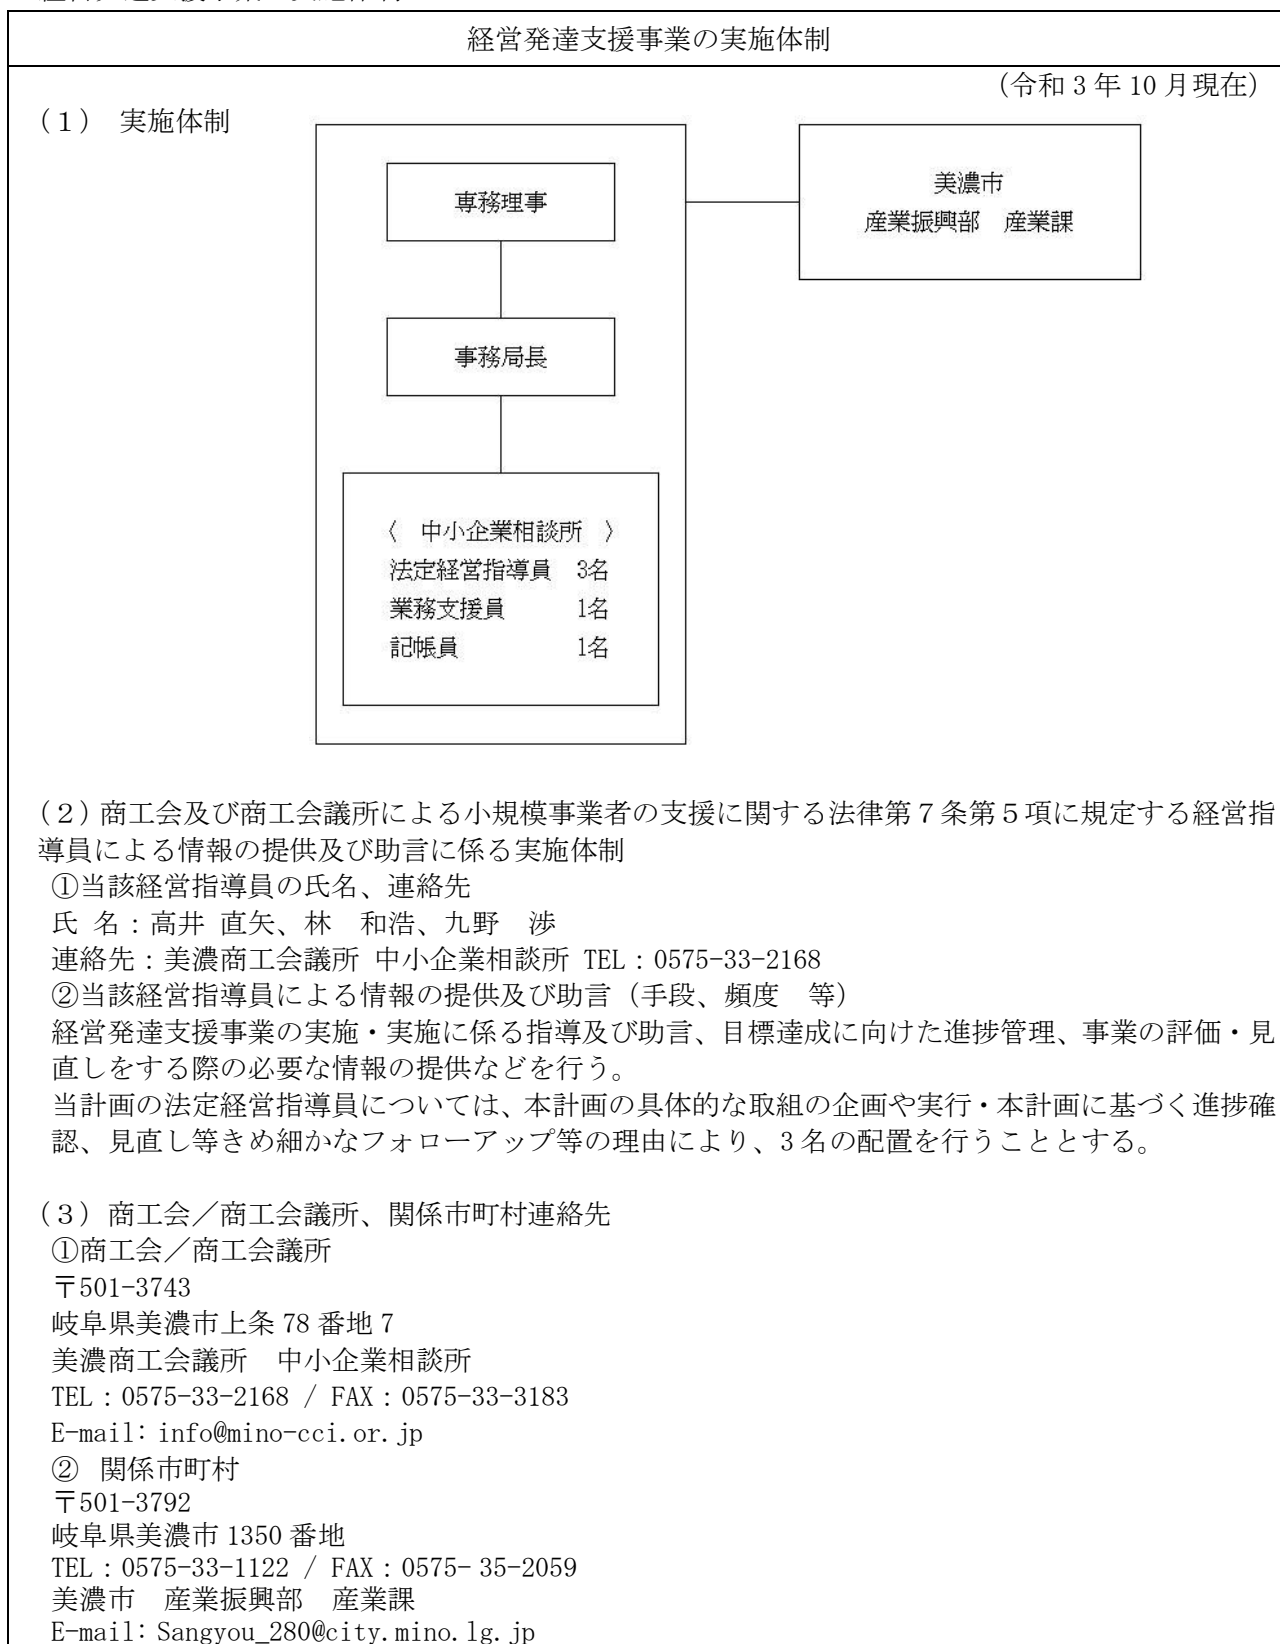 経営発達支援事業の実施体制
（令和 3 年 10 月現在）
（１） 実施体制
専務理事
美濃市
産業振興部　産業課
事務局長
〈　中小企業相談所　〉
法定経営指導員　3名
業務支援員　　　1名
記帳員　　　　　1名
（２）商工会及び商工会議所による小規模事業者の支援に関する法律第７条第５項に規定する経営指
導員による情報の提供及び助言に係る実施体制
①当該経営指導員の氏名、連絡先
氏 名：高井 直矢、林　和浩、九野　渉
連絡先：美濃商工会議所 中小企業相談所 TEL：0575-33-2168
②当該経営指導員による情報の提供及び助言（手段、頻度　等）
経営発達支援事業の実施・実施に係る指導及び助言、目標達成に向けた進捗管理、事業の評価・見
直しをする際の必要な情報の提供などを行う。
当計画の法定経営指導員については、本計画の具体的な取組の企画や実行・本計画に基づく進捗確
認、見直し等きめ細かなフォローアップ等の理由により、3 名の配置を行うこととする。
（３）商工会／商工会議所、関係市町村連絡先
①商工会／商工会議所
〒501-3743
岐阜県美濃市上条 78 番地 7
美濃商工会議所　中小企業相談所
TEL：0575-33-2168 / FAX：0575-33-3183
E-mail: info@mino-cci.or.jp
② 関係市町村
〒501-3792
岐阜県美濃市 1350 番地
TEL：0575-33-1122 / FAX：0575- 35-2059
美濃市　産業振興部　産業課
E-mail: Sangyou_280@city.mino.lg.jp